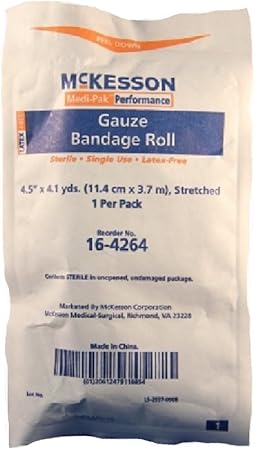 PEEL DOWN
McKESSON
Medi-Pak Performance
LATEX
Gauze
Bandage Roll
Sterile • Single Use • Latex-Free
4.5" x 4.1 yds. (11.4 cm x 3.7 m), Stretched
1 Per Pack
Reorder No.
16-4264
Contents STERILE in unopened, undamaged package.
Marketed By McKesson Corporation
McKesson Medical-Surgical, Richmond, VA 23228
Made In China.
Lot No.
1